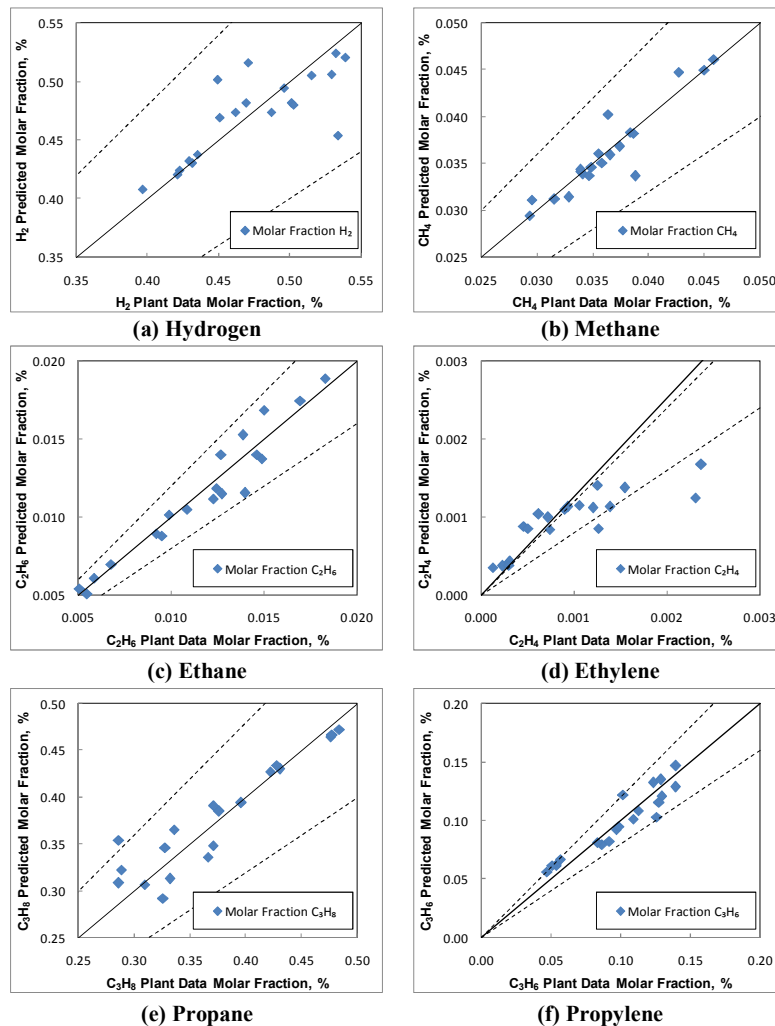 H₂ Predicted Molar Fraction, %
0.55
0.50
0.45
0.40
0.35
Molar Fraction H₂
0.35 0.40 0.45 0.50 0.55
H₂ Plant Data Molar Fraction, %
(a) Hydrogen
CH₄ Predicted Molar Fraction, %
0.050
0.045
0.040
0.035
0.030
0.025
Molar Fraction CH₄
0.025 0.030 0.035 0.040 0.045 0.050
CH₄ Plant Data Molar Fraction, %
(b) Methane
C₂H₆ Predicted Molar Fraction, %
0.020
0.015
0.010
0.005
Molar Fraction C₂H₆
0.005 0.010 0.015 0.020
C₂H₆ Plant Data Molar Fraction, %
(c) Ethane
C₂H₄ Predicted Molar Fraction, %
0.003
0.002
0.001
0.000
Molar Fraction C₂H₄
0.000 0.001 0.002 0.003
C₂H₄ Plant Data Molar Fraction, %
(d) Ethylene
C₃H₈ Predicted Molar Fraction, %
0.50
0.45
0.40
0.35
0.30
0.25
Molar Fraction C₃H₈
0.25 0.30 0.35 0.40 0.45 0.50
C₃H₈ Plant Data Molar Fraction, %
(e) Propane
C₃H₆ Predicted Molar Fraction, %
0.20
0.15
0.10
0.05
0.00
Molar Fraction C₃H₆
0.00 0.05 0.10 0.15 0.20
C₃H₆ Plant Data Molar Fraction, %
(f) Propylene